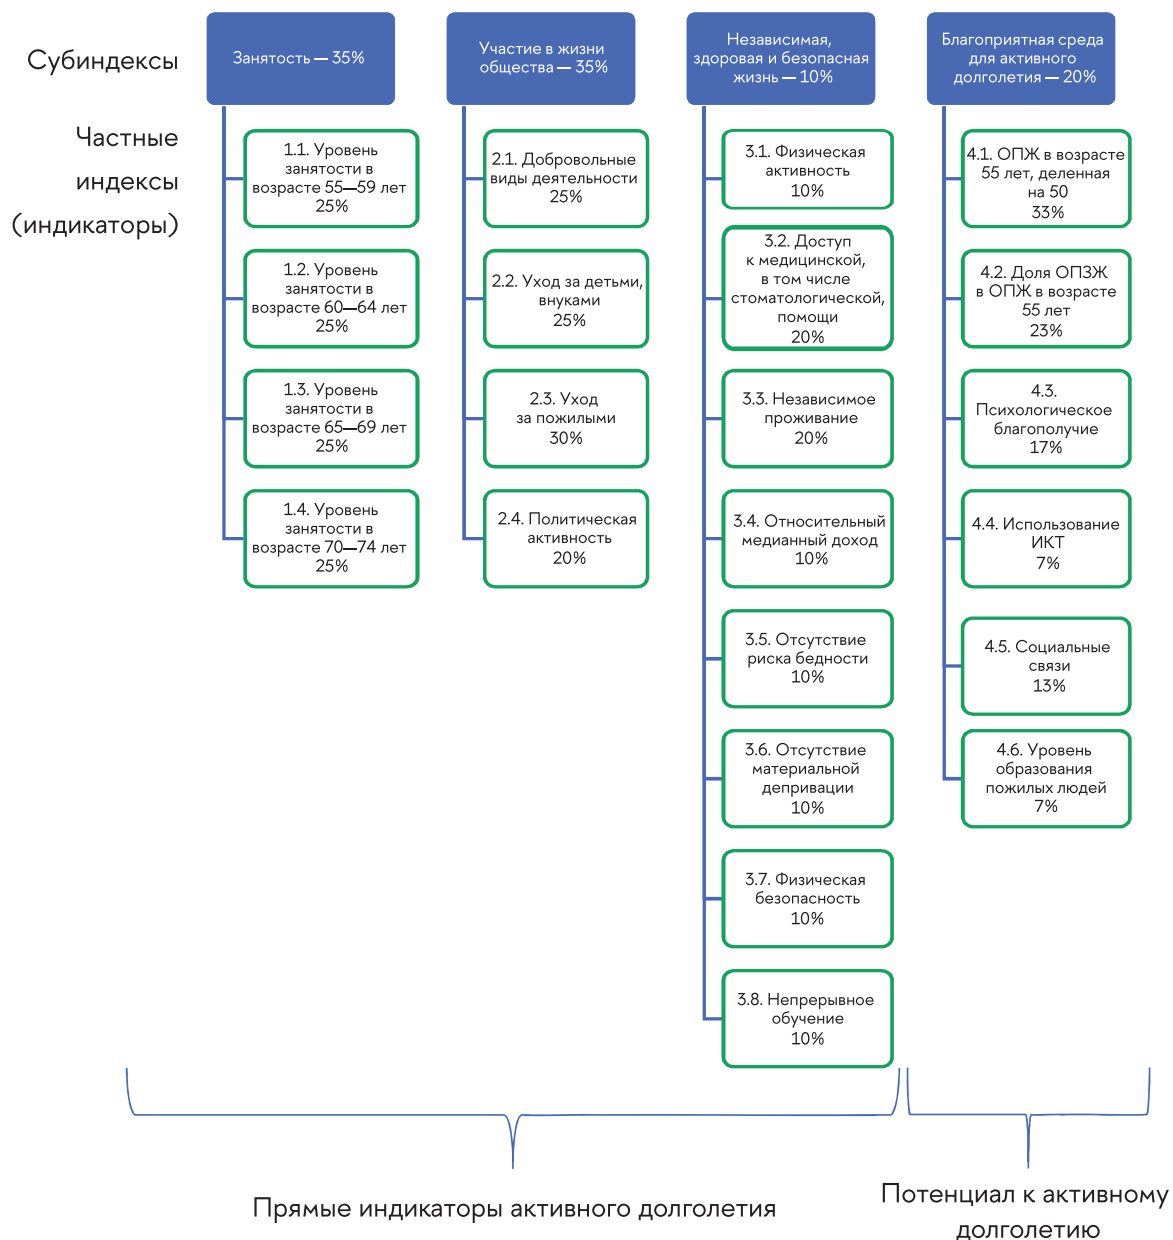 Субиндексы
Занятость — 35%
Участие в жизни
общества — 35%
Независимая,
здоровая и безопасная
жизнь — 10%
Благоприятная среда
для активного
долголетия — 20%
Частные
индексы
(индикаторы)
1.1. Уровень
занятости в
возрасте 55—59 лет
25%
1.2. Уровень
занятости в
возрасте 60—64 лет
25%
1.3. Уровень
занятости в
возрасте 65—69 лет
25%
1.4. Уровень
занятости в
возрасте 70—74 лет
25%
2.1. Добровольные
виды деятельности
25%
2.2. Уход за детьми,
внуками
25%
2.3. Уход
за пожилыми
30%
2.4. Политическая
активность
20%
3.1. Физическая
активность
10%
3.2. Доступ
к медицинской,
в том числе
стоматологической,
помощи
20%
3.3. Независимое
проживание
20%
3.4. Относительный
медианный доход
10%
3.5. Отсутствие
риска бедности
10%
3.6. Отсутствие
материальной
депривации
10%
3.7. Физическая
безопасность
10%
3.8. Непрерывное
обучение
10%
4.1. ОПЖ в возрасте
55 лет, деленная
на 50
33%
4.2. Доля ОПЗЖ
в ОПЖ в возрасте
55 лет
23%
4.3.
Психологическое
благополучие
17%
4.4. Использование
ИКТ
7%
4.5. Социальные
связи
13%
4.6. Уровень
образования
пожилых людей
7%
Прямые индикаторы активного долголетия
Потенциал к активному
долголетию